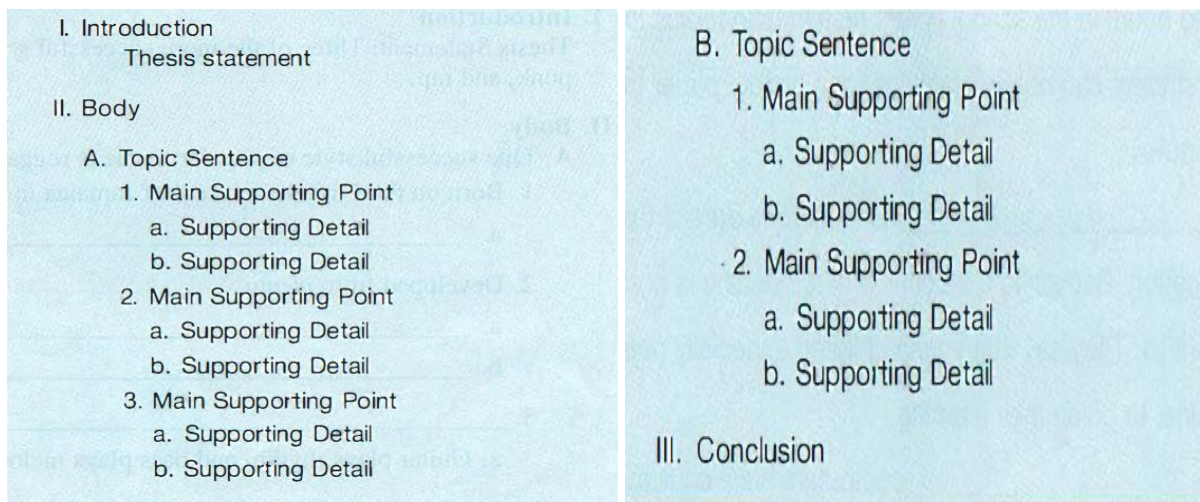 I. Introduction
Thesis statement
II. Body
A. Topic Sentence
1. Main Supporting Point
a. Supporting Detail
b. Supporting Detail
2. Main Supporting Point
a. Supporting Detail
b. Supporting Detail
3. Main Supporting Point
a. Supporting Detail
b. Supporting Detail
B. Topic Sentence
1. Main Supporting Point
a. Supporting Detail
b. Supporting Detail
2. Main Supporting Point
a. Supporting Detail
b. Supporting Detail
III. Conclusion